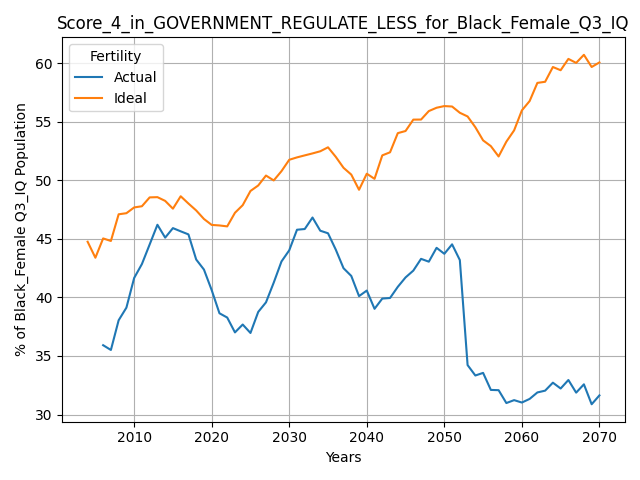 Score_4_in_GOVERNMENT_REGULATE_LESS_for_Black_Female_Q3_IQ
Fertility
Actual
Ideal
% of Black_Female Q3_IQ Population
60
55
50
45
40
35
30
2010 2020 2030 2040 2050 2060 2070
Years